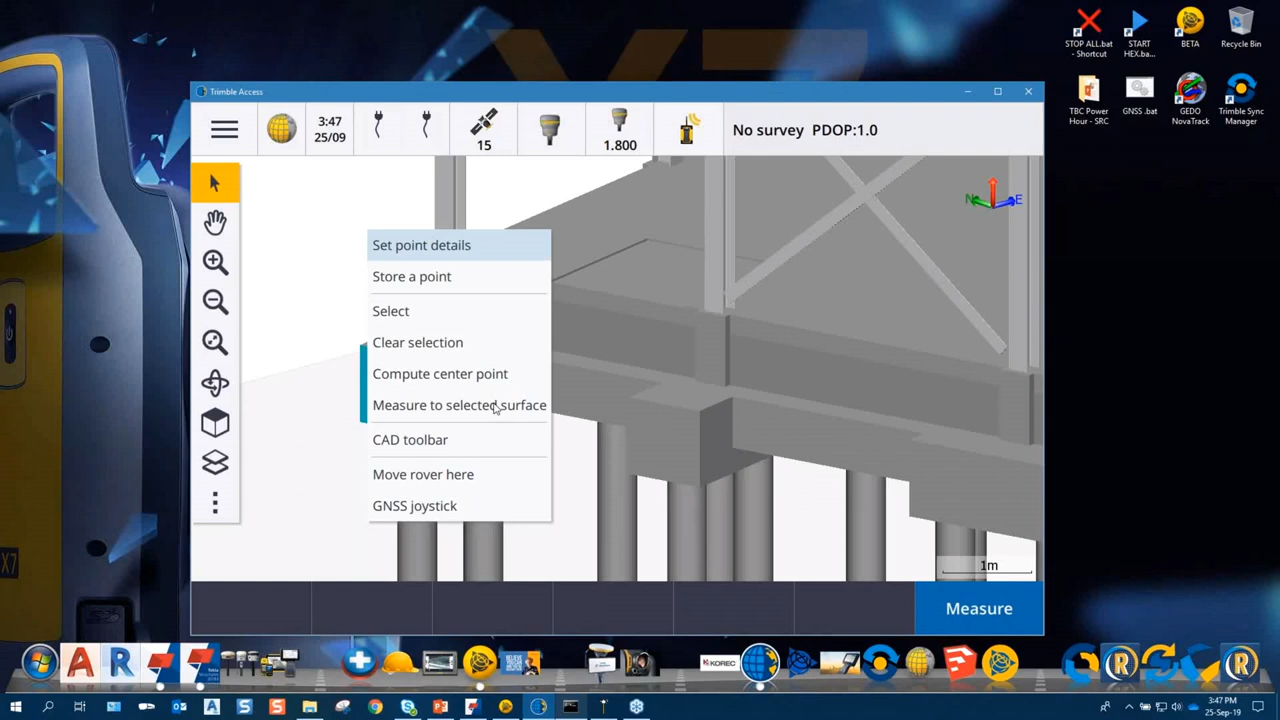 STOP ALL.bat
- Shortcut
START
HEX.ba...
BETA
Recycle Bin
TBC Power
Hour - SRC
GNSS .bat
GEDO
NovaTrack
Trimble Sync
Manager
Trimble Access
3:47
25/09
15
1.800
No survey PDOP:1.0
N
E
Set point details
Store a point
Select
Clear selection
Compute center point
Measure to selected surface
CAD toolbar
Move rover here
GNSS joystick
1m
Measure
X7
KOREC
3:47 PM
25-Sep-19